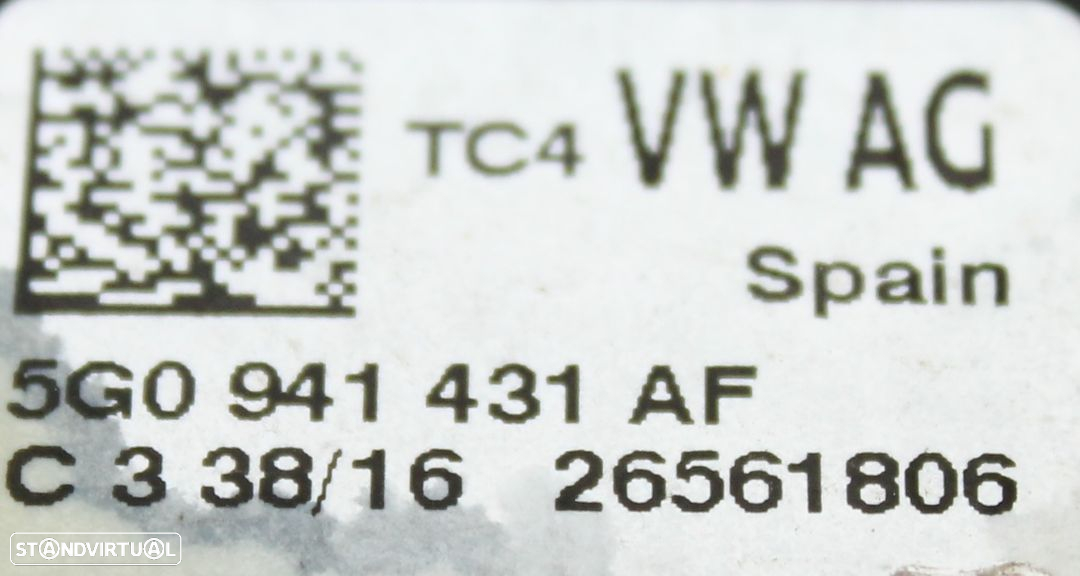 TC4 VW AG
Spain
5G0 941 431 AF
C 3 38/16 26561806
STANDVIRTUAL